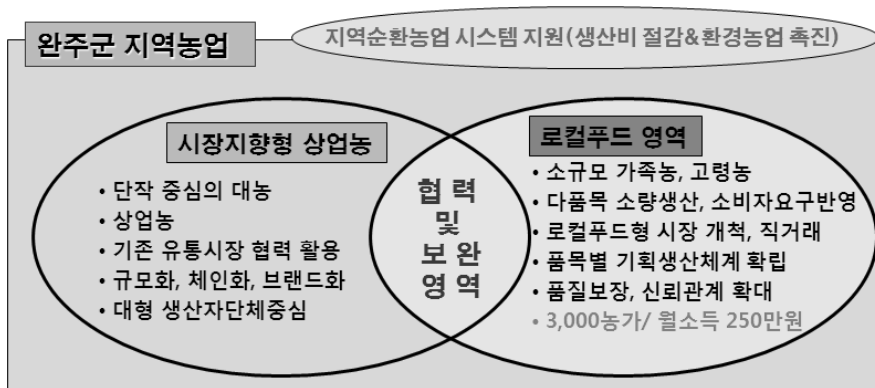 완주군 지역농업
지역순환농업 시스템 지원(생산비 절감&환경농업 촉진)
시장지향형 상업농
• 단작 중심의 대농
• 상업농
• 기존 유통시장 협력 활용
• 규모화, 체인화, 브랜드화
• 대형 생산자단체중심
협 력
및
보 완
영 역
로컬푸드 영역
• 소규모 가족농, 고령농
• 다품목 소량생산, 소비자요구반영
• 로컬푸드형 시장 개척, 직거래
• 품목별 기획생산체계 확립
• 품질보장, 신뢰관계 확대
• 3,000농가/ 월소득 250만원